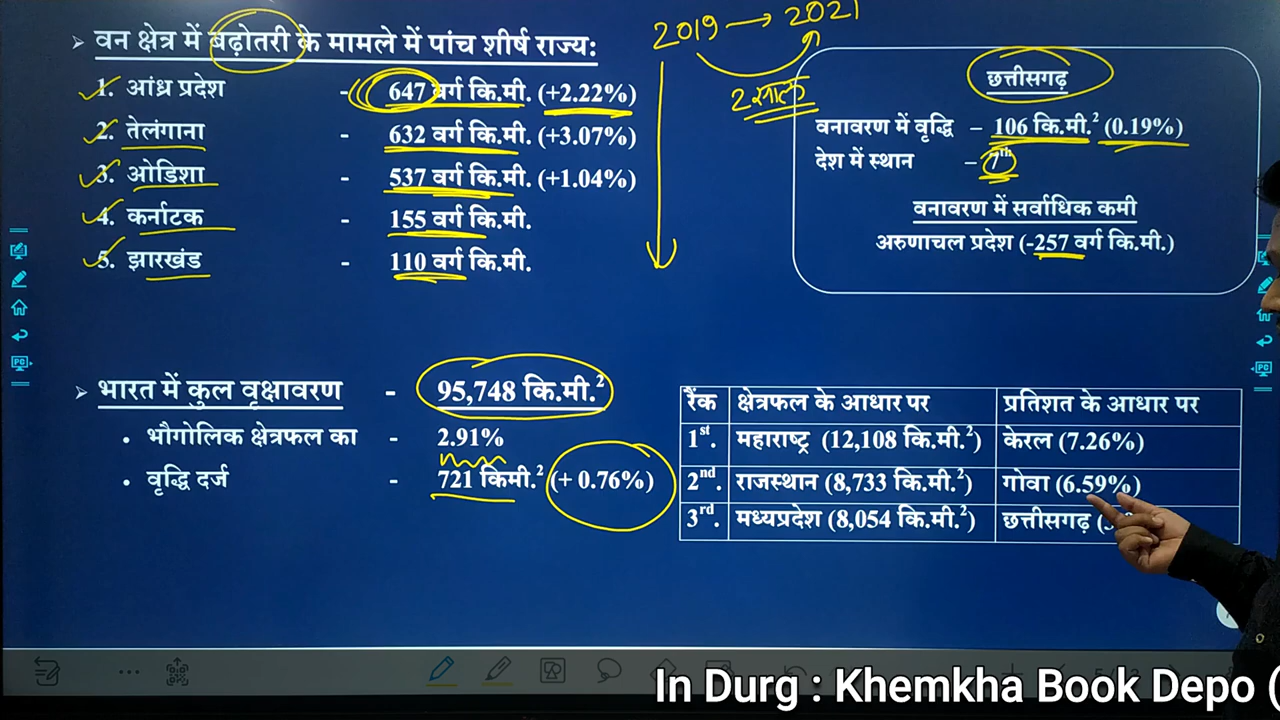 ➢ वन क्षेत्र में बढ़ोतरी के मामले में पांच शीर्ष राज्य:
1. आंध्र प्रदेश - 647 वर्ग कि.मी. (+2.22%)
2. तेलंगाना - 632 वर्ग कि.मी. (+3.07%)
3. ओडिशा - 537 वर्ग कि.मी. (+1.04%)
4. कर्नाटक - 155 वर्ग कि.मी.
5. झारखंड - 110 वर्ग कि.मी.
2019 → 2021
2 साल
छत्तीसगढ़
वनावरण में वृद्धि – 106 कि.मी.² (0.19%)
देश में स्थान – 7th
वनावरण में सर्वाधिक कमी
अरुणाचल प्रदेश (-257 वर्ग कि.मी.)
➢ भारत में कुल वृक्षावरण - 95,748 कि.मी.²
• भौगोलिक क्षेत्रफल का - 2.91%
• वृद्धि दर्ज - 721 किमी.² (+ 0.76%)
रैंक क्षेत्रफल के आधार पर प्रतिशत के आधार पर
1st. महाराष्ट्र (12,108 कि.मी.²) केरल (7.26%)
2nd. राजस्थान (8,733 कि.मी.²) गोवा (6.59%)
3rd. मध्यप्रदेश (8,054 कि.मी.²) छत्तीसगढ़
PC
PC
In Durg : Khemkha Book Depo (